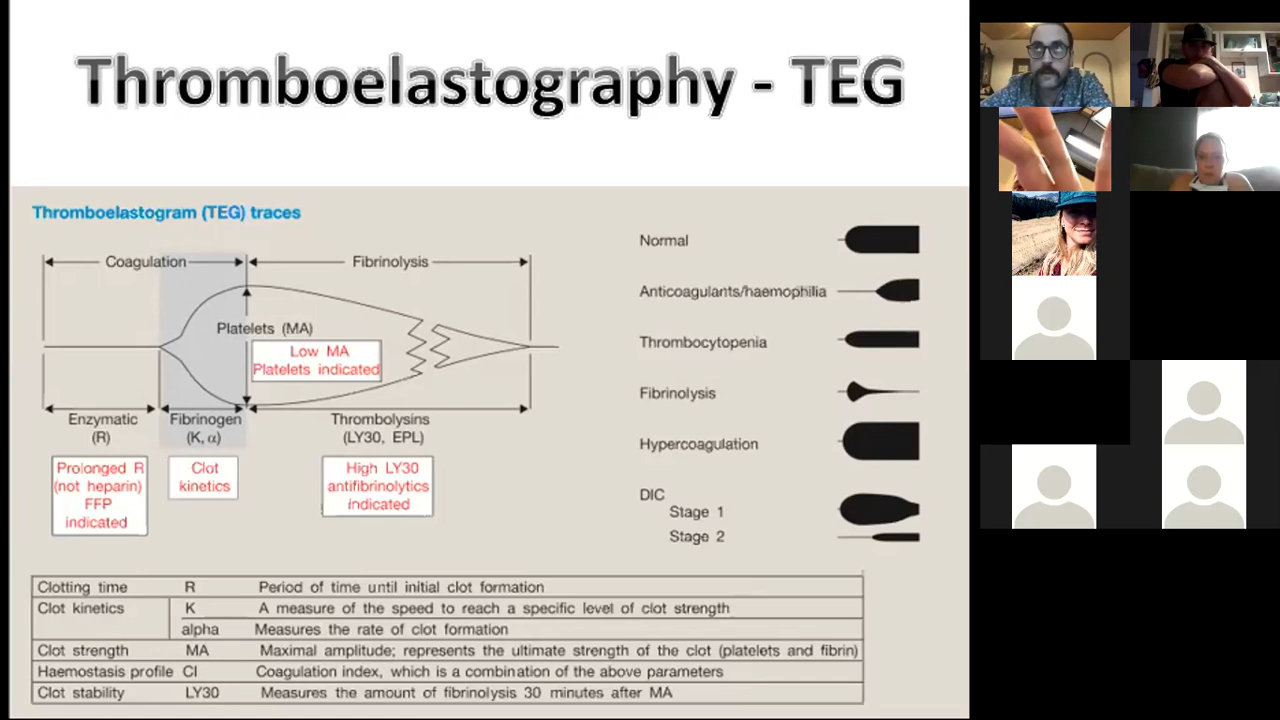 Thromboelastography - TEG
Thromboelastogram (TEG) traces
Coagulation
Fibrinolysis
Platelets (MA)
Low MA
Platelets indicated
Enzymatic
(R)
Fibrinogen
(K, α)
Thrombolysins
(LY30, EPL)
Prolonged R
(not heparin)
FFP
indicated
Clot
kinetics
High LY30
antifibrinolytics
indicated
Normal
Anticoagulants/haemophilia
Thrombocytopenia
Fibrinolysis
Hypercoagulation
DIC
Stage 1
Stage 2
Clotting time R Period of time until initial clot formation
Clot kinetics K A measure of the speed to reach a specific level of clot strength
alpha Measures the rate of clot formation
Clot strength MA Maximal amplitude; represents the ultimate strength of the clot (platelets and fibrin)
Haemostasis profile CI Coagulation index, which is a combination of the above parameters
Clot stability LY30 Measures the amount of fibrinolysis 30 minutes after MA